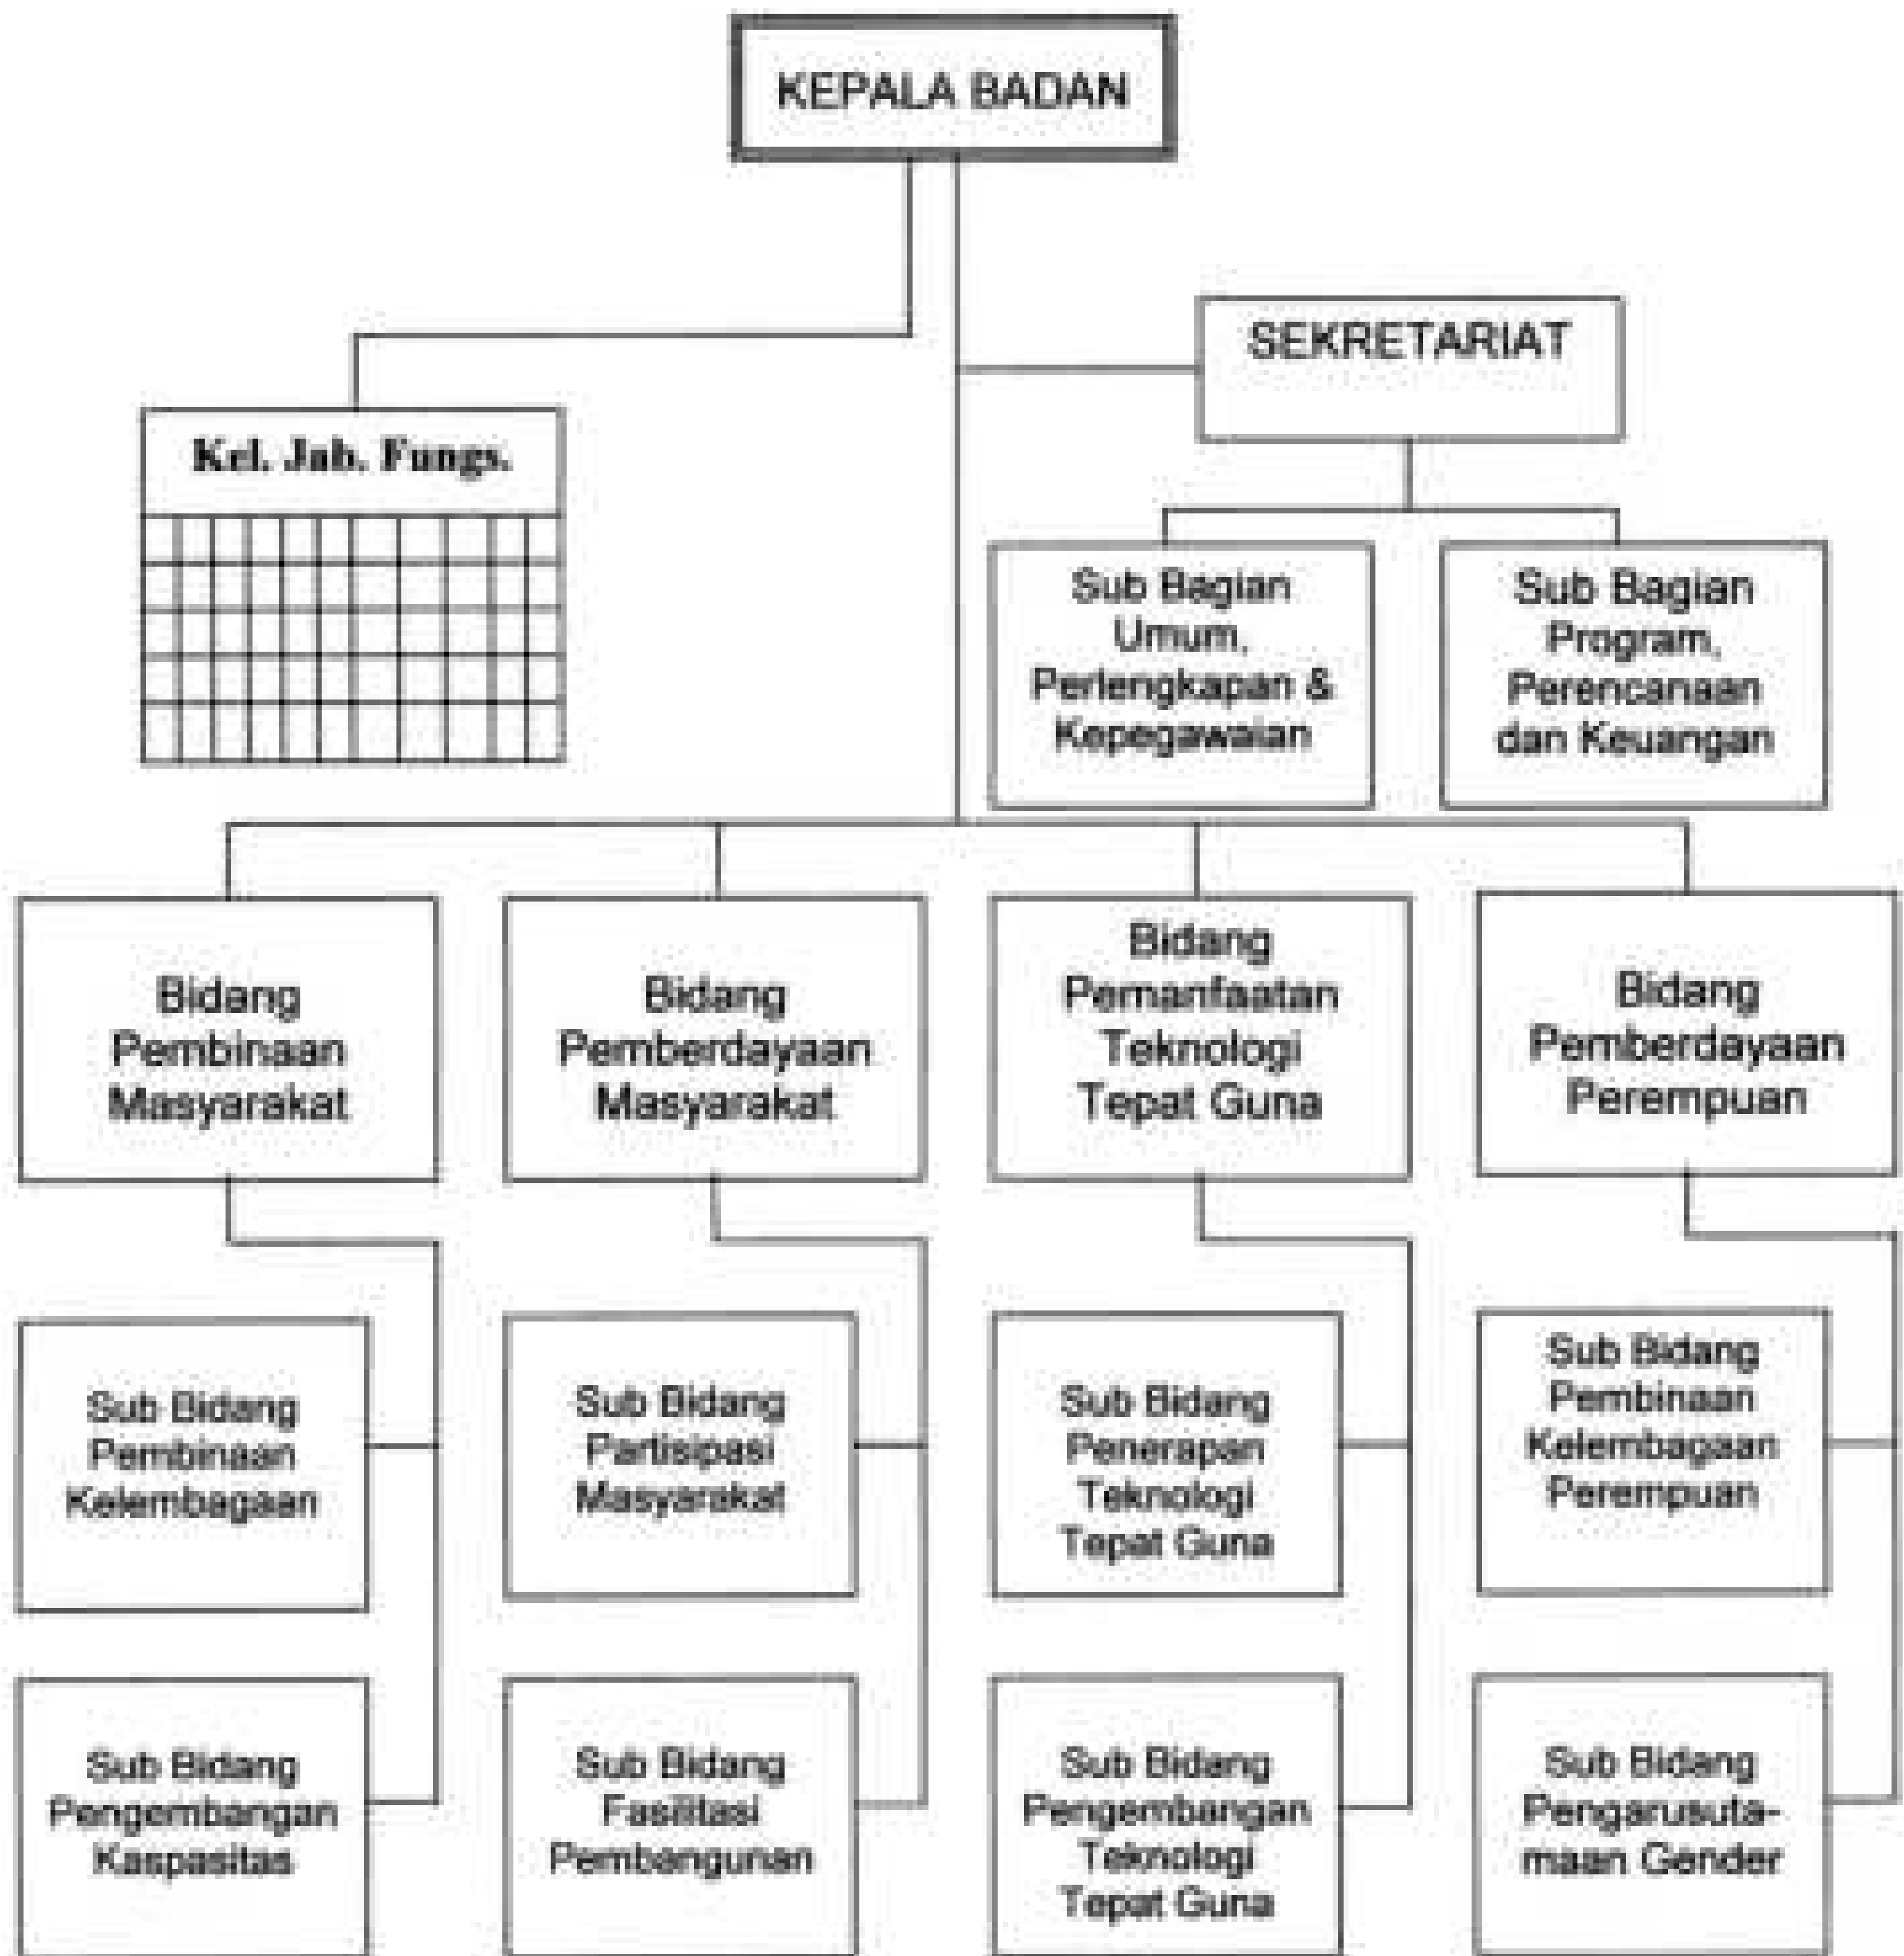 KEPALA BADAN
SEKRETARIAT
Kel. Jab. Fungs.
Sub Bagian
Umum,
Perlengkapan &
Kepegawaian
Sub Bagian
Program,
Perencanaan
dan Keuangan
Bidang
Pembinaan
Masyarakat
Bidang
Pemberdayaan
Masyarakat
Bidang
Pemanfaatan
Teknologi
Tepat Guna
Bidang
Pemberdayaan
Perempuan
Sub Bidang
Pembinaan
Kelembagaan
Sub Bidang
Partisipasi
Masyarakat
Sub Bidang
Penerapan
Teknologi
Tepat Guna
Sub Bidang
Pembinaan
Kelembagaan
Perempuan
Sub Bidang
Pengembangan
Kaspasitas
Sub Bidang
Fasilitasi
Pembangunan
Sub Bidang
Pengembangan
Teknologi
Tepat Guna
Sub Bidang
Pengarusuta-
maan Gender